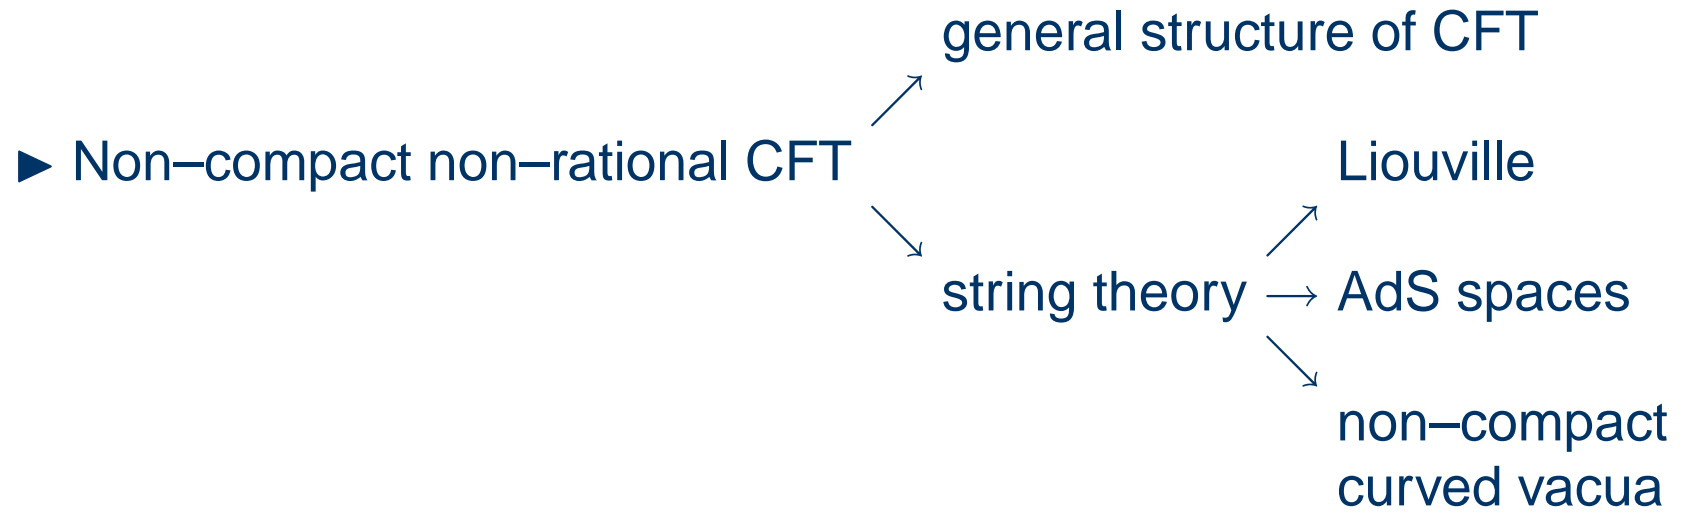 general structure of CFT
► Non–compact non–rational CFT
Liouville
string theory
AdS spaces
non–compact
curved vacua